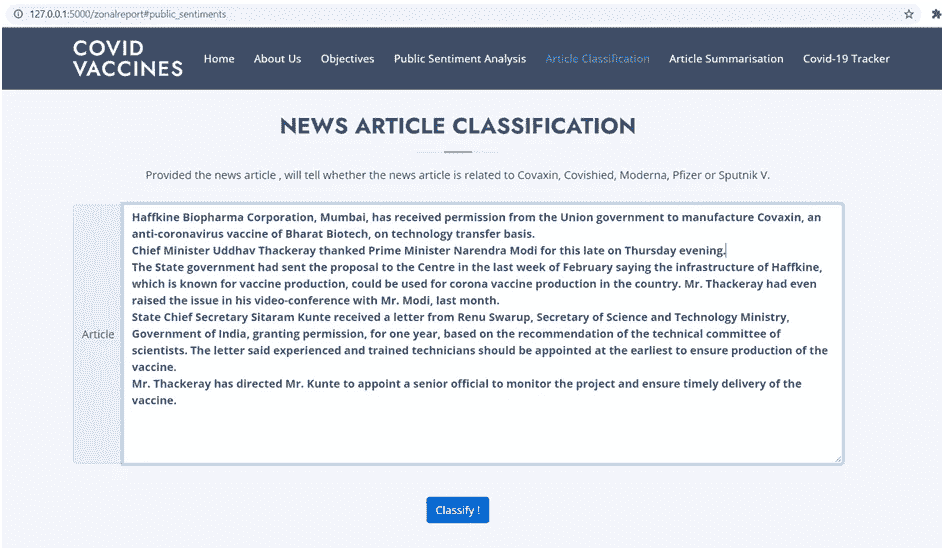 127.0.0.1:5000/zonalreport#public_sentiments
COVID
VACCINES
Home About Us Objectives Public Sentiment Analysis Article Classification Article Summarisation Covid-19 Tracker
NEWS ARTICLE CLASSIFICATION
Provided the news article , will tell whether the news article is related to Covaxin, Covishied, Moderna, Pfizer or Sputnik V.
Haffkine Biopharma Corporation, Mumbai, has received permission from the Union government to manufacture Covaxin, an
anti-coronavirus vaccine of Bharat Biotech, on technology transfer basis.
Chief Minister Uddhav Thackeray thanked Prime Minister Narendra Modi for this late on Thursday evening.
The State government had sent the proposal to the Centre in the last week of February saying the infrastructure of Haffkine,
which is known for vaccine production, could be used for corona vaccine production in the country. Mr. Thackeray had even
raised the issue in his video-conference with Mr. Modi, last month.
State Chief Secretary Sitaram Kunte received a letter from Renu Swarup, Secretary of Science and Technology Ministry,
Government of India, granting permission, for one year, based on the recommendation of the technical committee of
scientists. The letter said experienced and trained technicians should be appointed at the earliest to ensure production of the
vaccine.
Mr. Thackeray has directed Mr. Kunte to appoint a senior official to monitor the project and ensure timely delivery of the
vaccine.
Article
Classify !